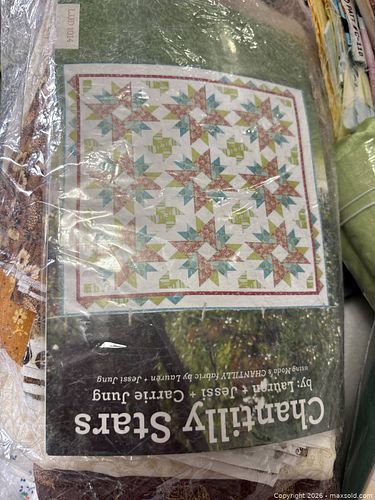 Chantilly Stars
by: Lauren + Jessi + Carrie Jung
using Moda's CHANTILLY fabric by Lauren + Jessi Jung
Copyright 2026 - maxsold.com